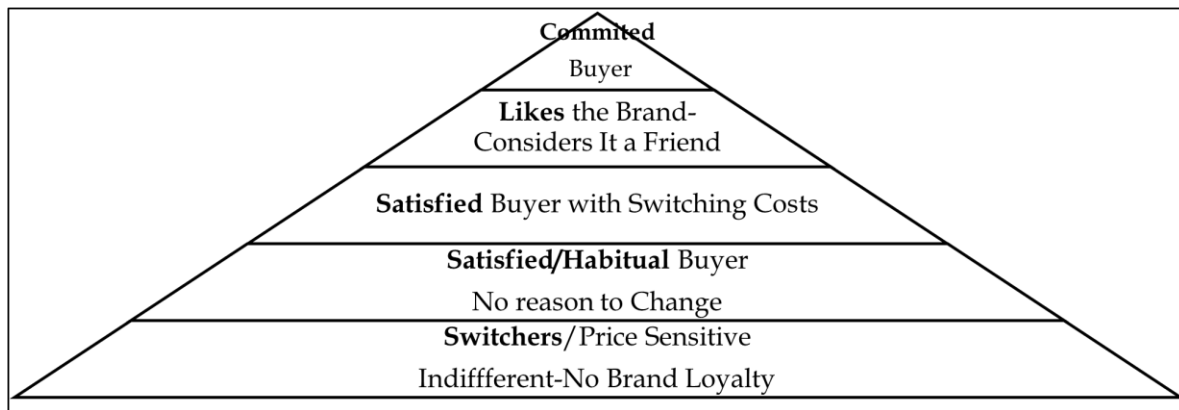 Commited
Buyer
Likes the Brand-
Considers It a Friend
Satisfied Buyer with Switching Costs
Satisfied/Habitual Buyer
No reason to Change
Switchers/Price Sensitive
Indiffferent-No Brand Loyalty